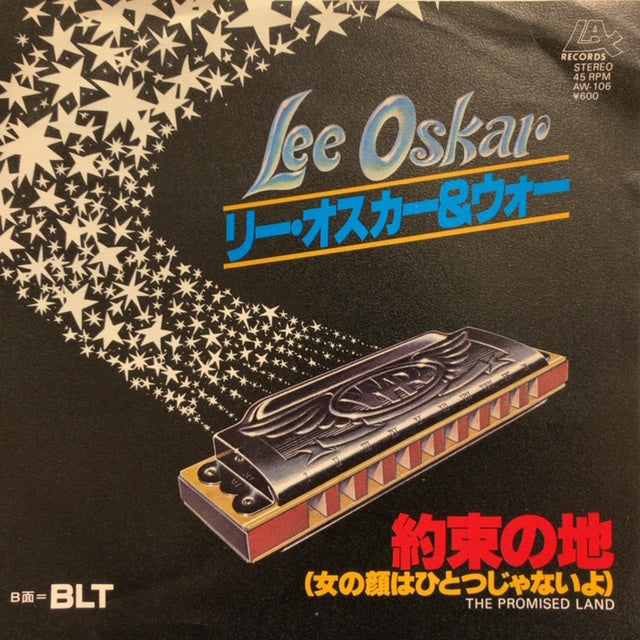 LAX
RECORDS
STEREO
45 RPM
AW-106
¥600
Lee Oskar
リー・オスカー&ウォー
WAR
約束の地
(女の顔はひとつじゃないよ)
THE PROMISED LAND
B面=BLT